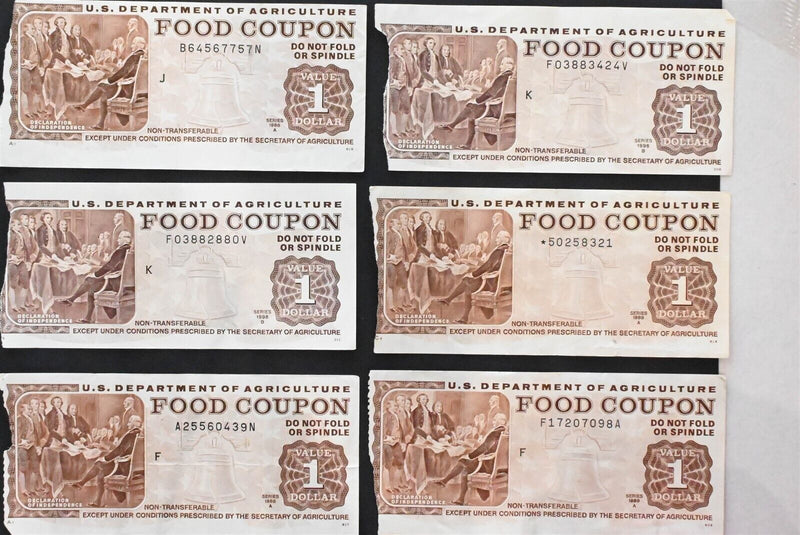 U.S. DEPARTMENT OF AGRICULTURE
FOOD COUPON
B64567757N
DO NOT FOLD
OR SPINDLE
J
VALUE
1
DOLLAR
DECLARATION
OF INDEPENDENCE
NON-TRANSFERABLE
SERIES
A
EXCEPT UNDER CONDITIONS PRESCRIBED BY THE SECRETARY OF AGRICULTURE
U.S. DEPARTMENT OF AGRICULTURE
FOOD COUPON
F03883424V
DO NOT FOLD
OR SPINDLE
K
VALUE
1
DOLLAR
DECLARATION
OF INDEPENDENCE
NON-TRANSFERABLE
SERIES
EXCEPT UNDER CONDITIONS PRESCRIBED BY THE SECRETARY OF AGRICULTURE
U.S. DEPARTMENT OF AGRICULTURE
FOOD COUPON
F03882880V
DO NOT FOLD
OR SPINDLE
K
VALUE
1
DOLLAR
DECLARATION
OF INDEPENDENCE
NON-TRANSFERABLE
SERIES
EXCEPT UNDER CONDITIONS PRESCRIBED BY THE SECRETARY OF AGRICULTURE
U.S. DEPARTMENT OF AGRICULTURE
FOOD COUPON
*50258321
DO NOT FOLD
OR SPINDLE
VALUE
1
DOLLAR
DECLARATION
OF INDEPENDENCE
NON-TRANSFERABLE
SERIES
A
EXCEPT UNDER CONDITIONS PRESCRIBED BY THE SECRETARY OF AGRICULTURE
U.S. DEPARTMENT OF AGRICULTURE
FOOD COUPON
A25560439N
DO NOT FOLD
OR SPINDLE
F
VALUE
1
DOLLAR
DECLARATION
OF INDEPENDENCE
NON-TRANSFERABLE
SERIES
A
EXCEPT UNDER CONDITIONS PRESCRIBED BY THE SECRETARY OF AGRICULTURE
U.S. DEPARTMENT OF AGRICULTURE
FOOD COUPON
F17207098A
DO NOT FOLD
OR SPINDLE
F
VALUE
1
DOLLAR
DECLARATION
OF INDEPENDENCE
NON-TRANSFERABLE
SERIES
A
EXCEPT UNDER CONDITIONS PRESCRIBED BY THE SECRETARY OF AGRICULTURE